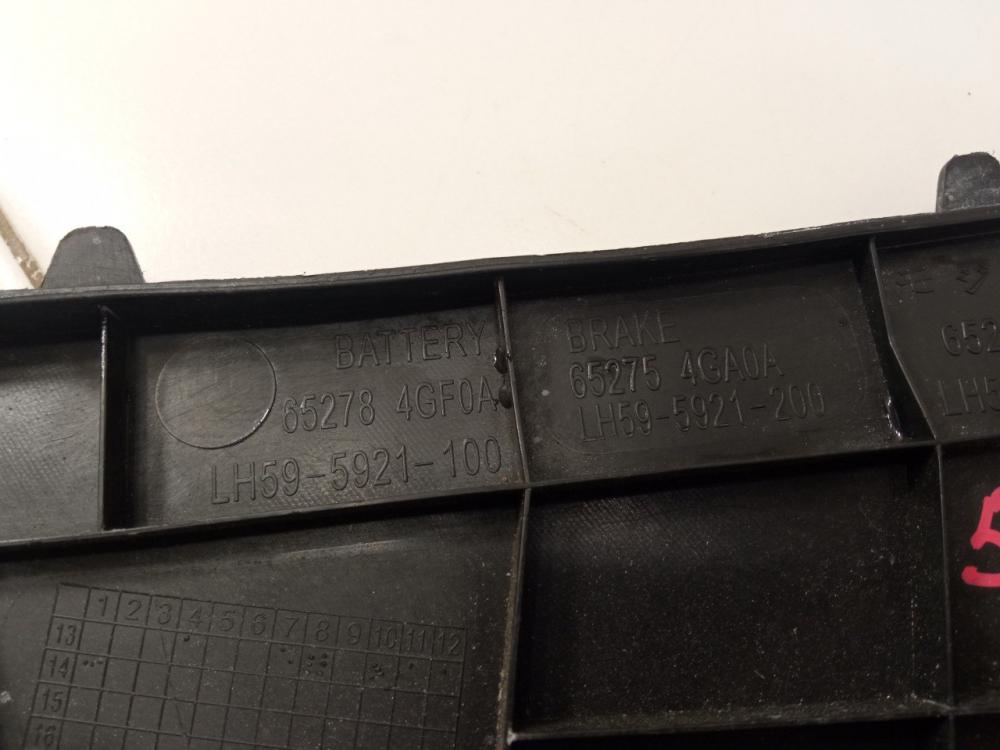 BATTERY
65278 4GF0A
LH59-5921-100
BRAKE
65275 4GA0A
LH59-5921-200
1 2 3 4 5 6 7 8 9 10 11 12
13
14
15
16